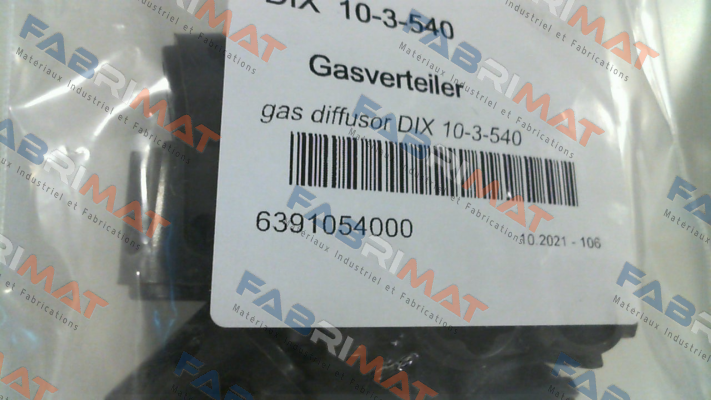 DIX 10-3-540
Gasverteiler
gas diffusor DIX 10-3-540
6391054000
10.2021 - 106
FABRIMAT
Materiaux Industriel et Fabrications